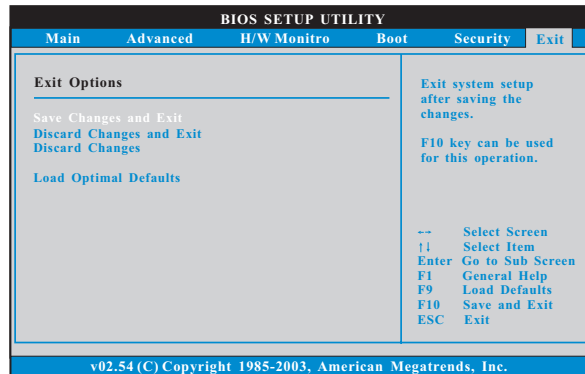 BIOS SETUP UTILITY
Main Advanced H/W Monitro Boot Security Exit
Exit Options
Save Changes and Exit
Discard Changes and Exit
Discard Changes
Load Optimal Defaults
Exit system setup
after saving the
changes.
F10 key can be used
for this operation.
←→ Select Screen
↑↓ Select Item
Enter Go to Sub Screen
F1 General Help
F9 Load Defaults
F10 Save and Exit
ESC Exit
v02.54 (C) Copyright 1985-2003, American Megatrends, Inc.